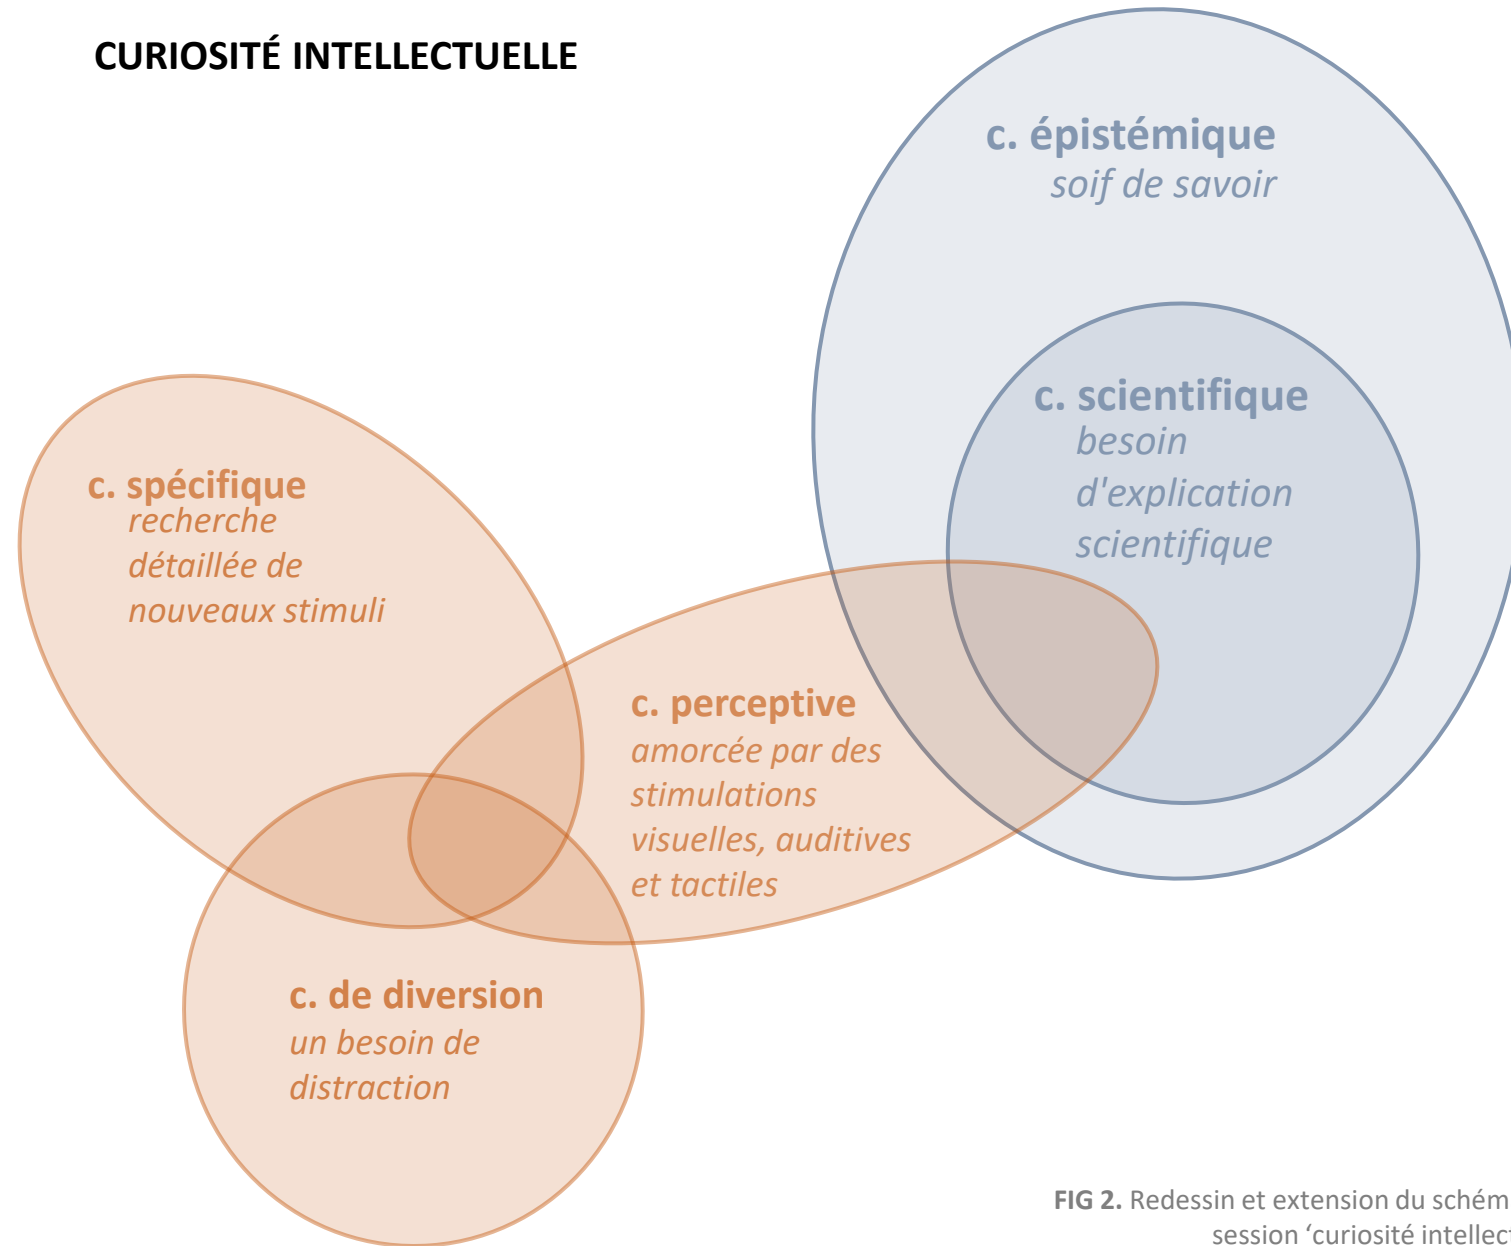 CURIOSITÉ INTELLECTUELLE
c. épistémique
soif de savoir
c. scientifique
besoin
d'explication
scientifique
c. spécifique
recherche
détaillée de
nouveaux stimuli
c. perceptive
amorcée par des
stimulations
visuelles, auditives
et tactiles
c. de diversion
un besoin de
distraction
FIG 2. Redessin et extension du schém
session ‘curiosité intellect